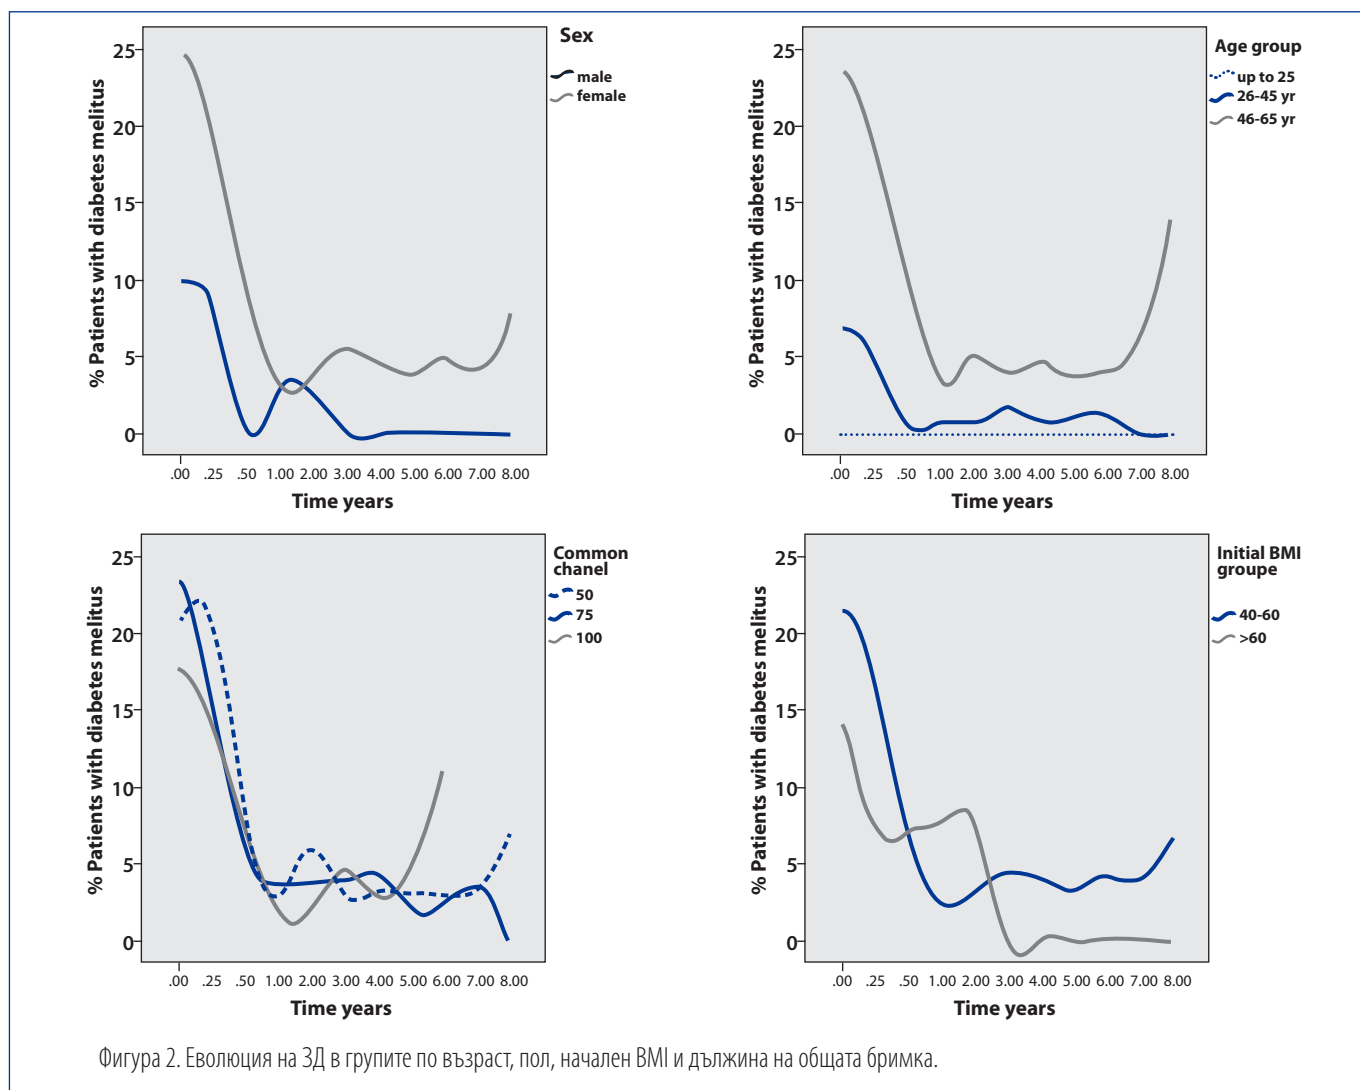 Sex
male
female
% Patients with diabetes melitus
25
20
15
10
5
0
.00 .25 .50 1.00 2.00 3.00 4.00 5.00 6.00 7.00 8.00
Time years
Age group
up to 25
26-45 yr
46-65 yr
% Patients with diabetes melitus
25
20
15
10
5
0
.00 .25 .50 1.00 2.00 3.00 4.00 5.00 6.00 7.00 8.00
Time years
Common
chanel
50
75
100
% Patients with diabetes melitus
25
20
15
10
5
0
.00 .25 .50 1.00 2.00 3.00 4.00 5.00 6.00 7.00 8.00
Time years
Initial BMI
groupe
40-60
>60
% Patients with diabetes melitus
25
20
15
10
5
0
.00 .25 .50 1.00 2.00 3.00 4.00 5.00 6.00 7.00 8.00
Time years
Фигура 2. Еволюция на ЗД в групите по възраст, пол, начален BMI и дължина на общата бримка.